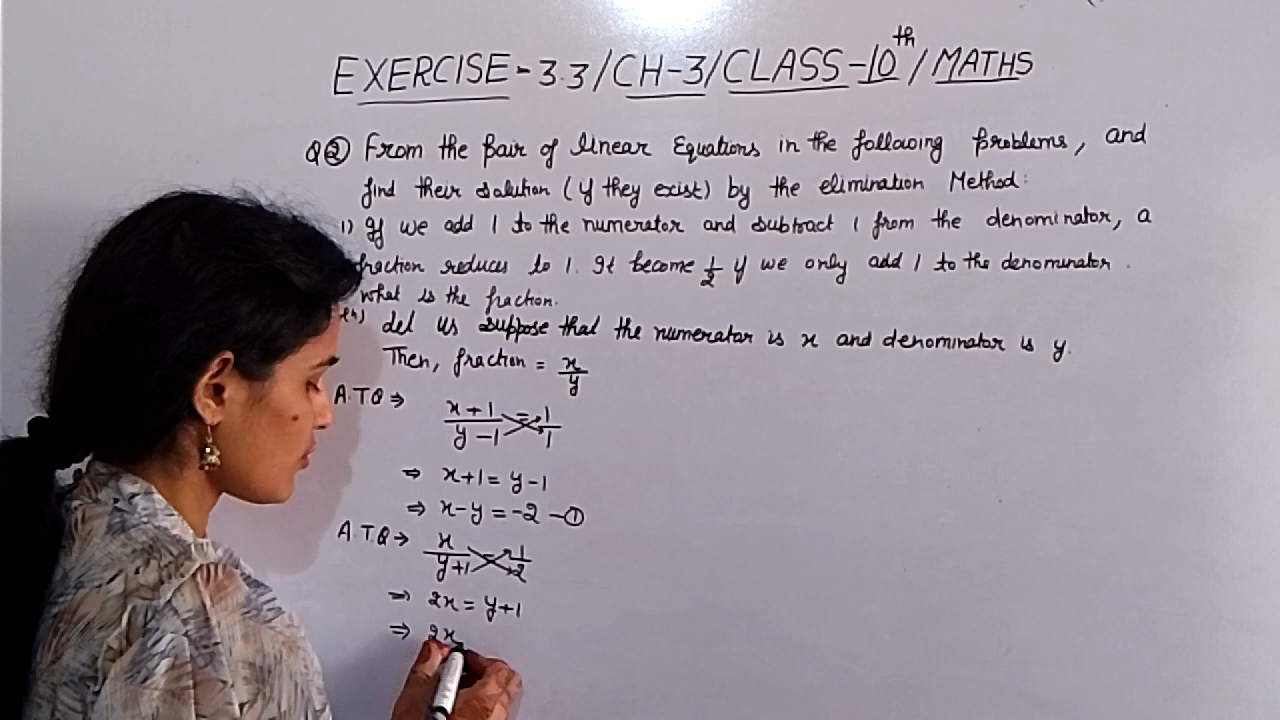 EXERCISE - 3.3 / CH-3 / CLASS -10th / MATHS
Q② From the Pair of linear Equations in the following Problems, and
find their solution (if they exist) by the elimination Method:
1) If we add 1 to the numerator and subtract 1 from the denominator, a
fraction reduces to 1. It become 1/2 if we only add 1 to the denominator.
what is the fraction.
Let us suppose that the numerator is x and denominator is y.
Then, fraction = x/y
A.T.Q ⇒ (x+1)/(y-1) = 1/1
⇒ x+1 = y-1
⇒ x-y = -2 -①
A.T.Q → x/(y+1) = 1/2
⇒ 2x = y+1
⇒ 2x